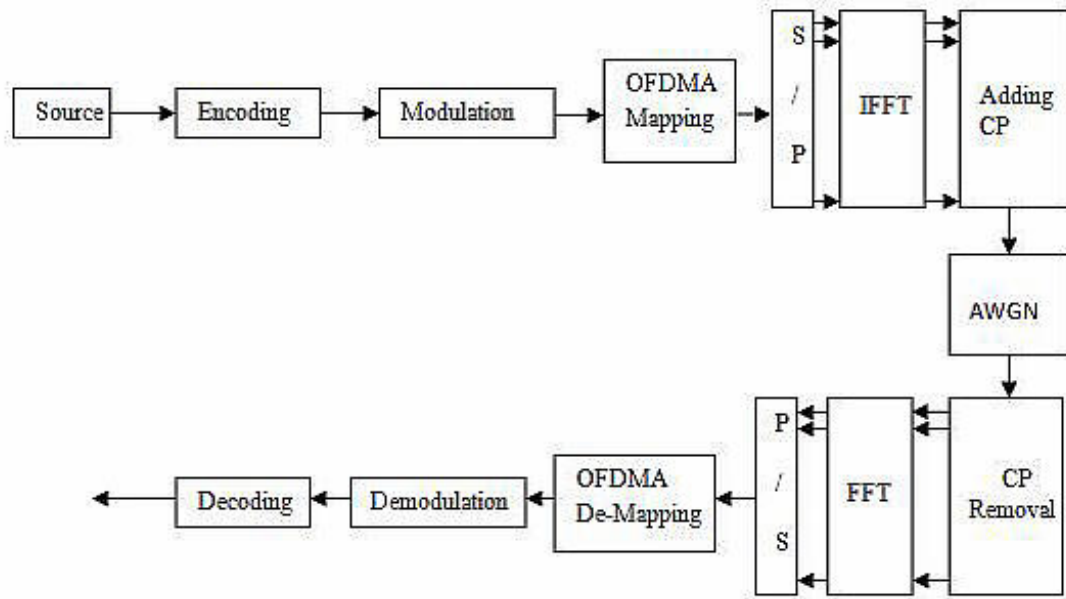 Source
Encoding
Modulation
OFDMA
Mapping
S
/
P
IFFT
Adding
CP
AWGN
CP
Removal
FFT
P
/
S
OFDMA
De-Mapping
Demodulation
Decoding